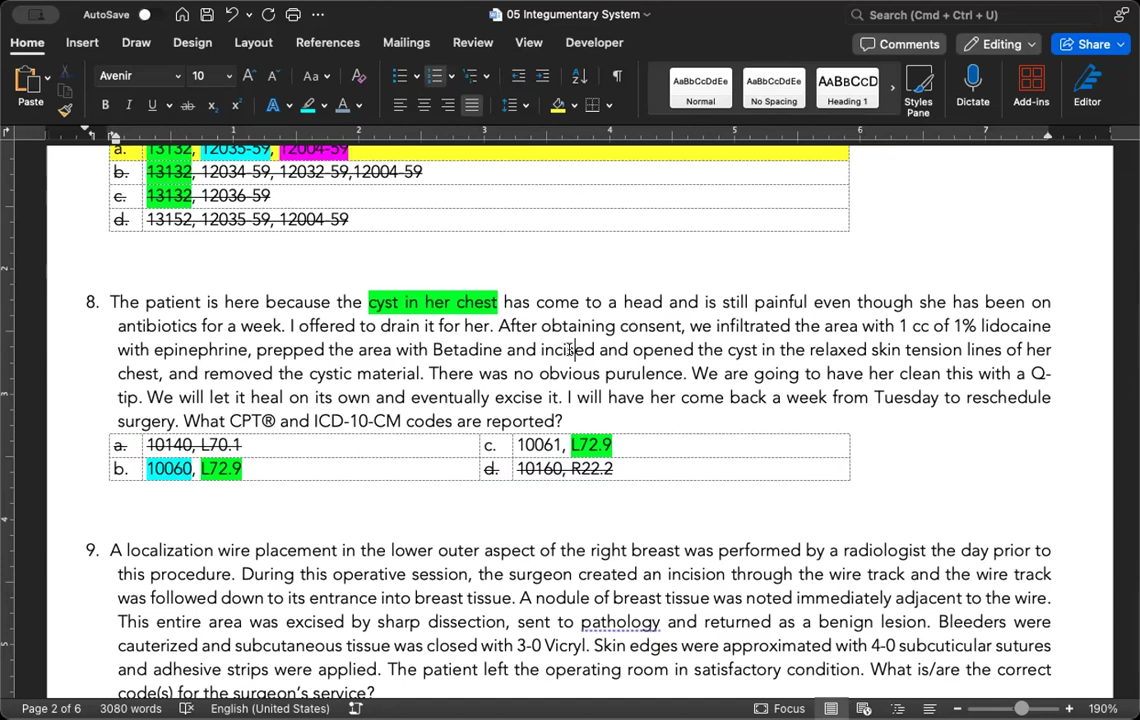 AutoSave
05 Integumentary System
Search (Cmd + Ctrl + U)
Home Insert Draw Design Layout References Mailings Review View Developer
Comments Editing Share
Paste
Avenir 10 A A Aa A
B I U ab x₂ x² A A
AaBbCcDdEe AaBbCcDdEe AaBbCcD
Normal No Spacing Heading 1
Styles Pane Dictate Add-ins Editor
1 2 3 4 5 6 7
a. 13132, 12035-59, 12004-59
b. 13132, 12034-59, 12032-59,12004-59
c. 13132, 12036-59
d. 13152, 12035-59, 12004-59
8. The patient is here because the cyst in her chest has come to a head and is still painful even though she has been on
antibiotics for a week. I offered to drain it for her. After obtaining consent, we infiltrated the area with 1 cc of 1% lidocaine
with epinephrine, prepped the area with Betadine and incised and opened the cyst in the relaxed skin tension lines of her
chest, and removed the cystic material. There was no obvious purulence. We are going to have her clean this with a Q-
tip. We will let it heal on its own and eventually excise it. I will have her come back a week from Tuesday to reschedule
surgery. What CPT® and ICD-10-CM codes are reported?
a. 10140, L70.1 c. 10061, L72.9
b. 10060, L72.9 d. 10160, R22.2
9. A localization wire placement in the lower outer aspect of the right breast was performed by a radiologist the day prior to
this procedure. During this operative session, the surgeon created an incision through the wire track and the wire track
was followed down to its entrance into breast tissue. A nodule of breast tissue was noted immediately adjacent to the wire.
This entire area was excised by sharp dissection, sent to pathology and returned as a benign lesion. Bleeders were
cauterized and subcutaneous tissue was closed with 3-0 Vicryl. Skin edges were approximated with 4-0 subcuticular sutures
and adhesive strips were applied. The patient left the operating room in satisfactory condition. What is/are the correct
code(s) for the surgeon's service?
Page 2 of 6 3080 words English (United States) Focus 190%